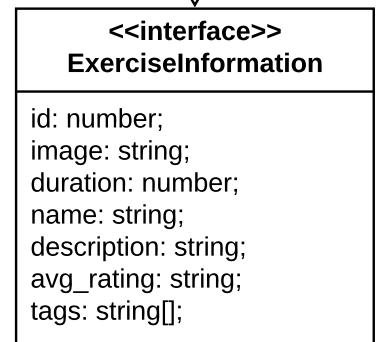 <<interface>>
ExerciseInformation
id: number;
image: string;
duration: number;
name: string;
description: string;
avg_rating: string;
tags: string[];